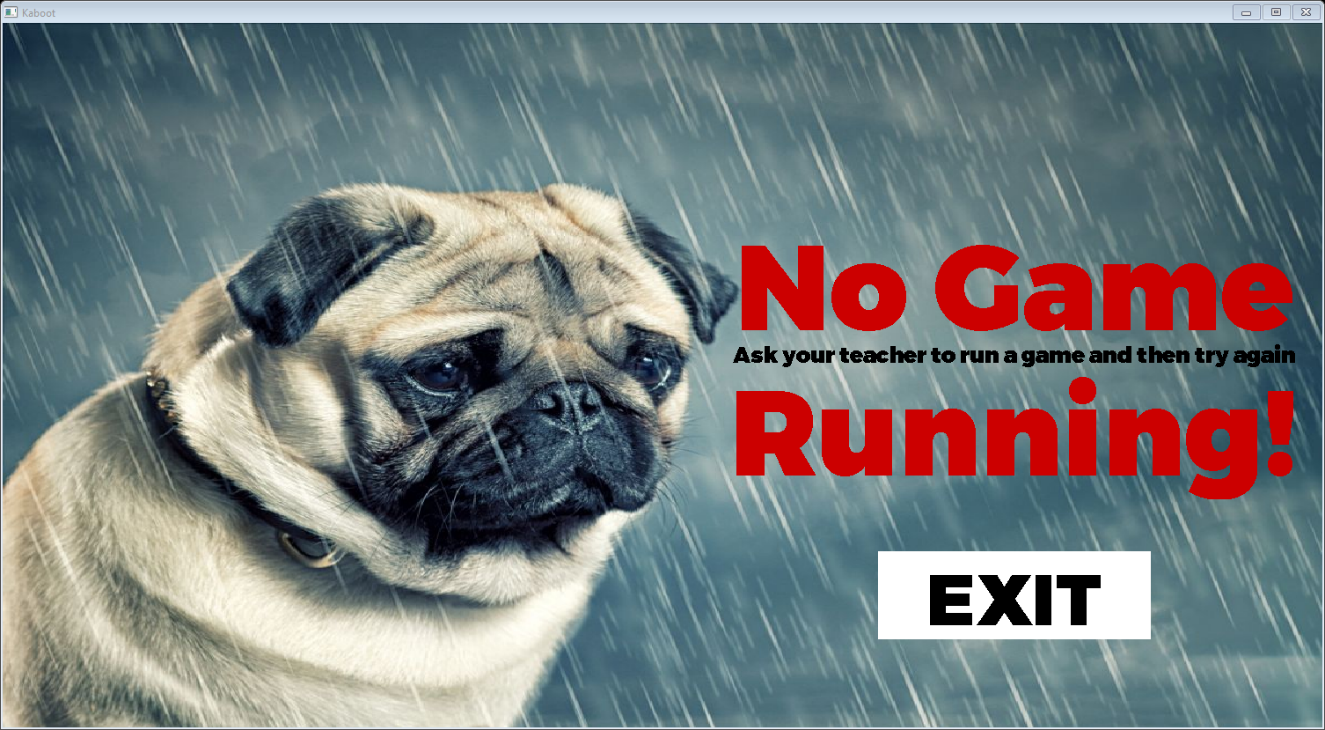 Kaboot
No Game
Ask your teacher to run a game and then try again
Running!
EXIT